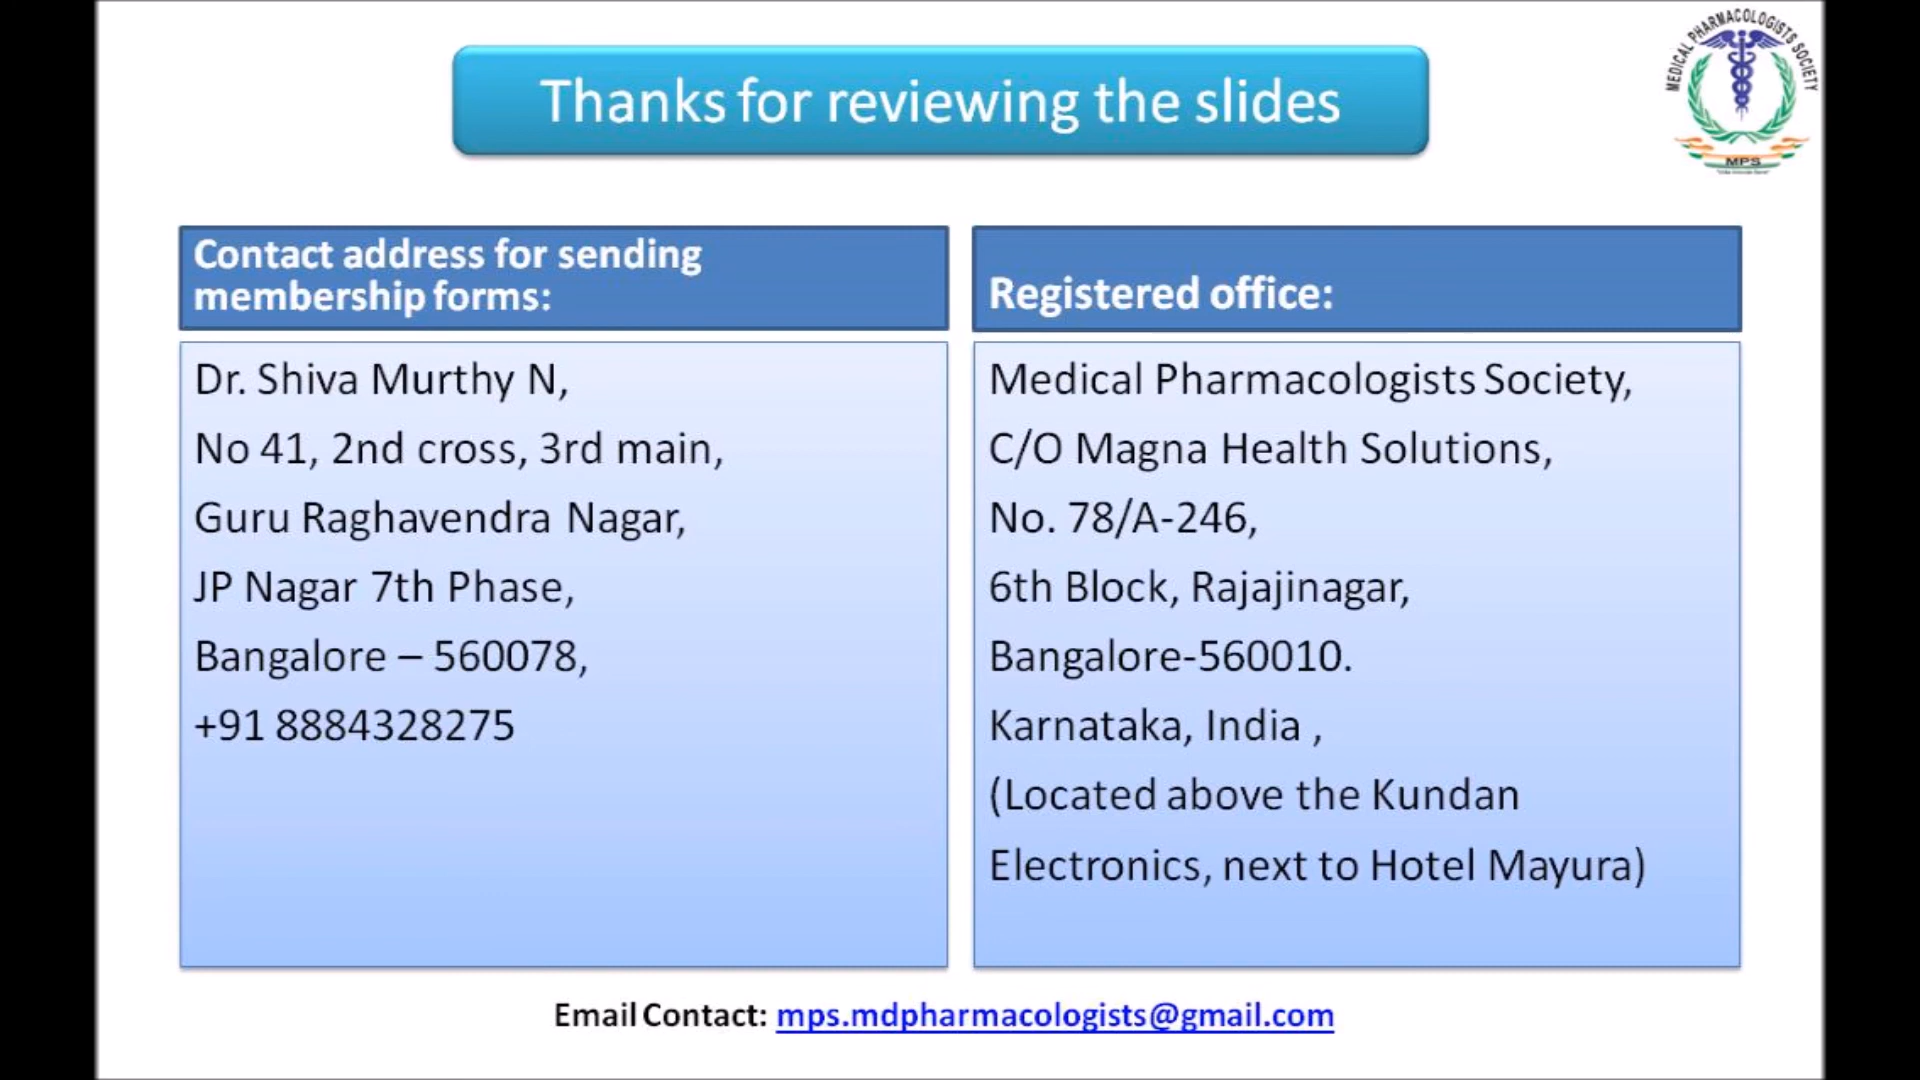 MEDICAL PHARMACOLOGISTS SOCIETY
MPS
Thanks for reviewing the slides
Contact address for sending
membership forms:
Dr. Shiva Murthy N,
No 41, 2nd cross, 3rd main,
Guru Raghavendra Nagar,
JP Nagar 7th Phase,
Bangalore – 560078,
+91 8884328275
Registered office:
Medical Pharmacologists Society,
C/O Magna Health Solutions,
No. 78/A-246,
6th Block, Rajajinagar,
Bangalore-560010.
Karnataka, India ,
(Located above the Kundan
Electronics, next to Hotel Mayura)
Email Contact: mps.mdpharmacologists@gmail.com